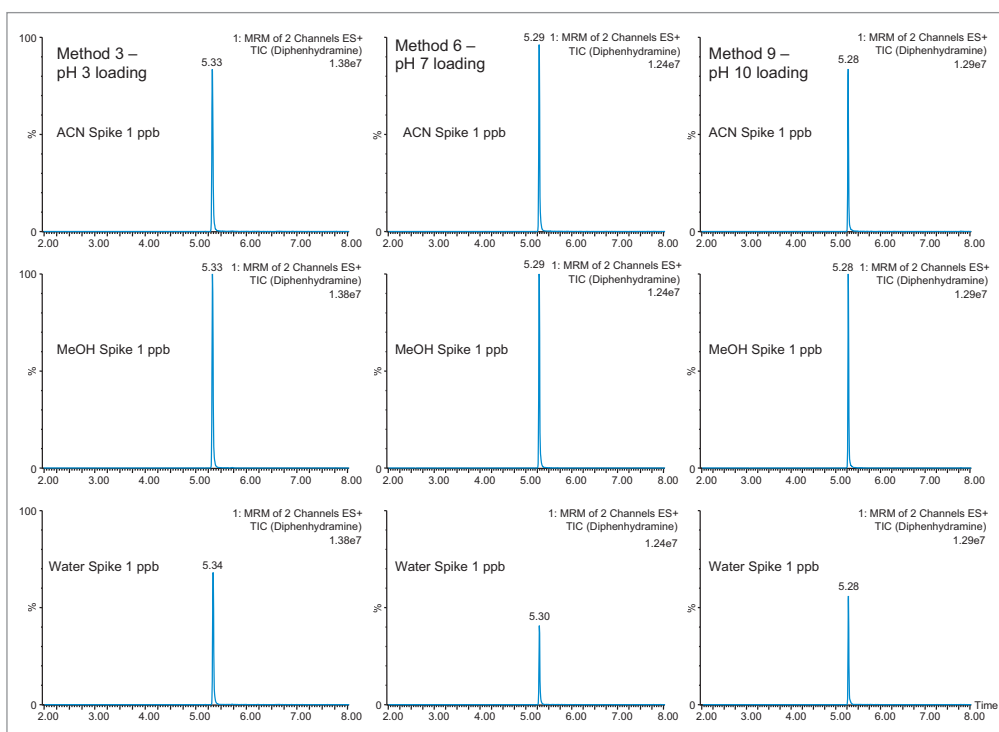 Method 3 –
pH 3 loading
1: MRM of 2 Channels ES+
TIC (Diphenhydramine)
1.38e7
5.33
ACN Spike 1 ppb
100
%
0
2.00 3.00 4.00 5.00 6.00 7.00 8.00
Method 6 –
pH 7 loading
5.29
1: MRM of 2 Channels ES+
TIC (Diphenhydramine)
1.24e7
ACN Spike 1 ppb
%
0
2.00 3.00 4.00 5.00 6.00 7.00 8.00
Method 9 –
pH 10 loading
1: MRM of 2 Channels ES+
TIC (Diphenhydramine)
1.29e7
5.28
ACN Spike 1 ppb
%
0
2.00 3.00 4.00 5.00 6.00 7.00 8.00
5.33
1: MRM of 2 Channels ES+
TIC (Diphenhydramine)
1.38e7
MeOH Spike 1 ppb
100
%
0
2.00 3.00 4.00 5.00 6.00 7.00 8.00
5.29
1: MRM of 2 Channels ES+
TIC (Diphenhydramine)
1.24e7
MeOH Spike 1 ppb
%
0
2.00 3.00 4.00 5.00 6.00 7.00 8.00
5.28
1: MRM of 2 Channels ES+
TIC (Diphenhydramine)
1.29e7
MeOH Spike 1 ppb
%
0
2.00 3.00 4.00 5.00 6.00 7.00 8.00
1: MRM of 2 Channels ES+
TIC (Diphenhydramine)
1.38e7
Water Spike 1 ppb
5.34
100
%
0
2.00 3.00 4.00 5.00 6.00 7.00 8.00
1: MRM of 2 Channels ES+
TIC (Diphenhydramine)
1.24e7
Water Spike 1 ppb
5.30
%
0
2.00 3.00 4.00 5.00 6.00 7.00 8.00
1: MRM of 2 Channels ES+
TIC (Diphenhydramine)
1.29e7
Water Spike 1 ppb
5.28
%
0
Time
2.00 3.00 4.00 5.00 6.00 7.00 8.00